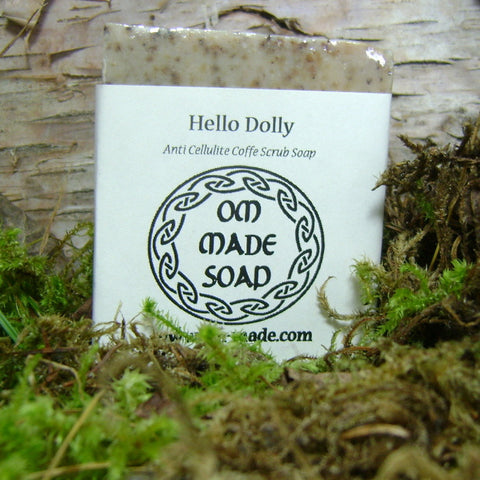 Hello Dolly
Anti Cellulite Coffe Scrub Soap
OM
MADE
SOAP